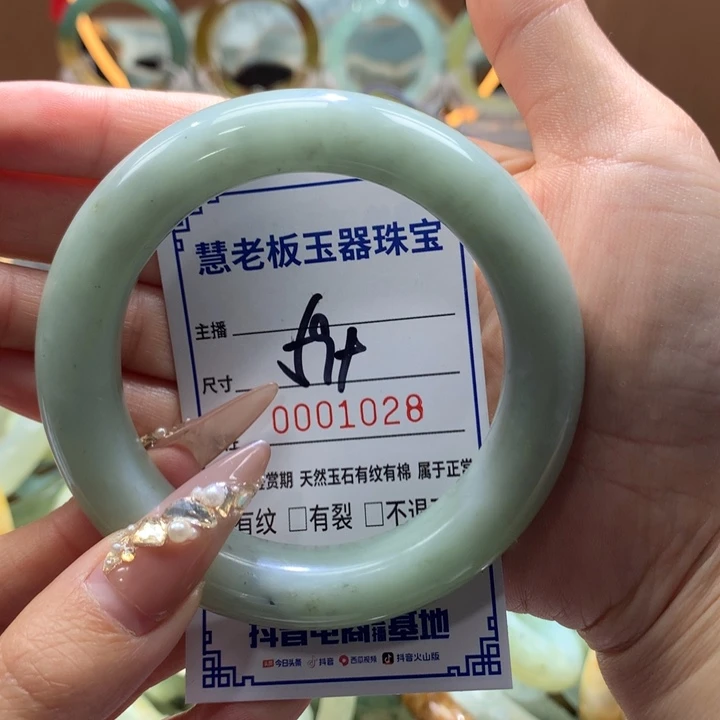 慧老板玉器珠宝
主播
尺寸
0001028
赏期 天然玉石有纹有棉 属于正常
有纹 □有裂 □不退
抖音电商直播基地
今日头条 抖音 西瓜视频 抖音火山版